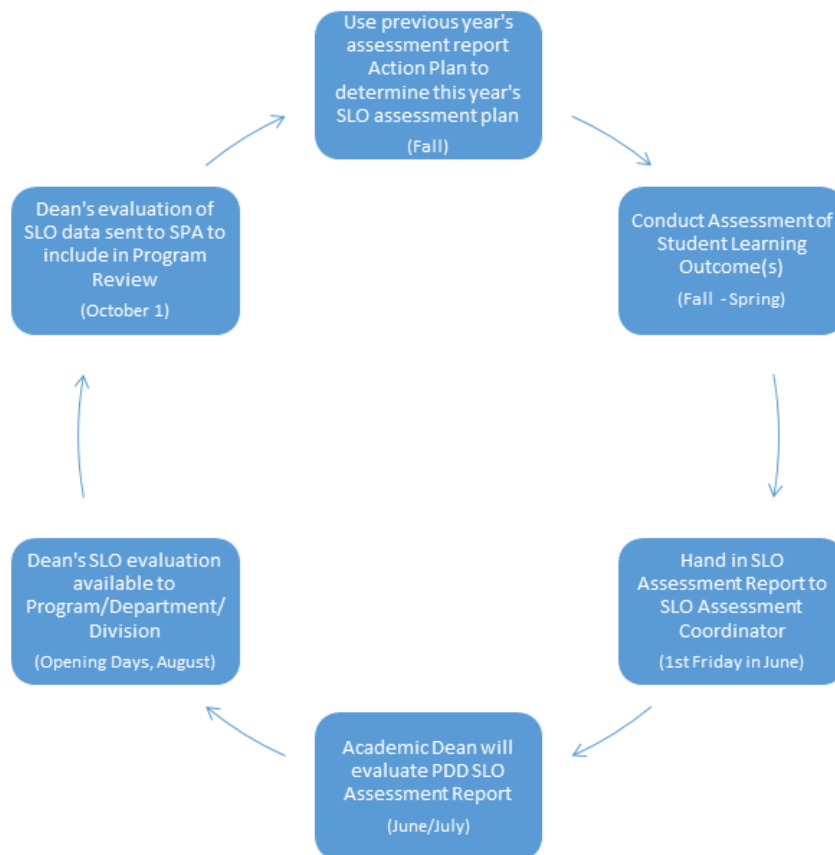 Use previous year's
assessment report
Action Plan to
determine this year's
SLO assessment plan
(Fall)
Conduct Assessment of
Student Learning
Outcome(s)
(Fall - Spring)
Hand in SLO
Assessment Report to
SLO Assessment
Coordinator
(1st Friday in June)
Academic Dean will
evaluate PDD SLO
Assessment Report
(June/July)
Dean's SLO evaluation
available to
Program/Department/
Division
(Opening Days, August)
Dean's evaluation of
SLO data sent to SPA to
include in Program
Review
(October 1)